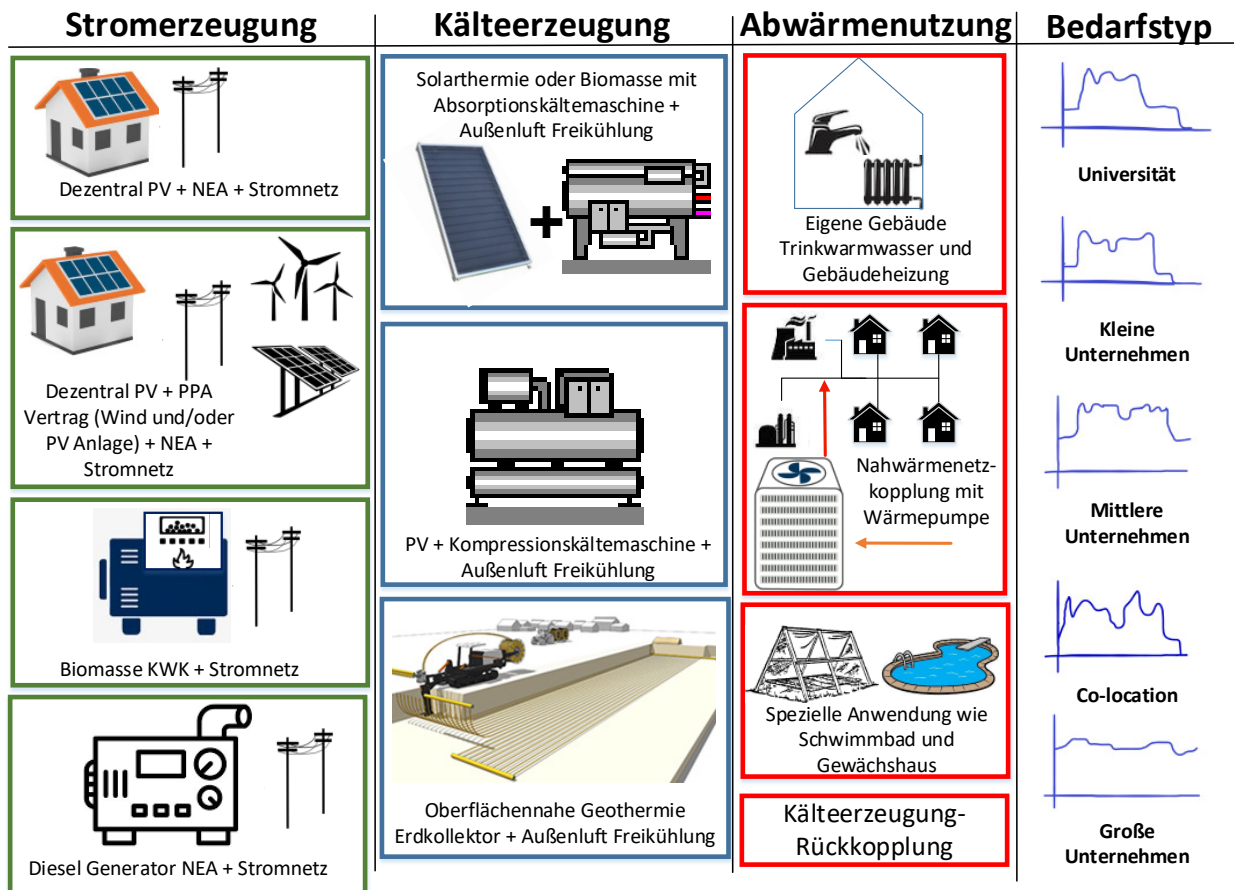 Stromerzeugung
Dezentral PV + NEA + Stromnetz
Dezentral PV + PPA
Vertrag (Wind und/oder
PV Anlage) + NEA +
Stromnetz
Biomasse KWK + Stromnetz
Diesel Generator NEA + Stromnetz
Kälteerzeugung
Solarthermie oder Biomasse mit
Absorptionskältemaschine +
Außenluft Freikühlung
+
PV + Kompressionskältemaschine +
Außenluft Freikühlung
Oberflächennahe Geothermie
Erdkollektor + Außenluft Freikühlung
Abwärmenutzung
Eigene Gebäude
Trinkwarmwasser und
Gebäudeheizung
Nahwärmenetz-
kopplung mit
Wärmepumpe
Spezielle Anwendung wie
Schwimmbad und
Gewächshaus
Kälteerzeugung-
Rückkopplung
Bedarfstyp
Universität
Kleine
Unternehmen
Mittlere
Unternehmen
Co-location
Große
Unternehmen